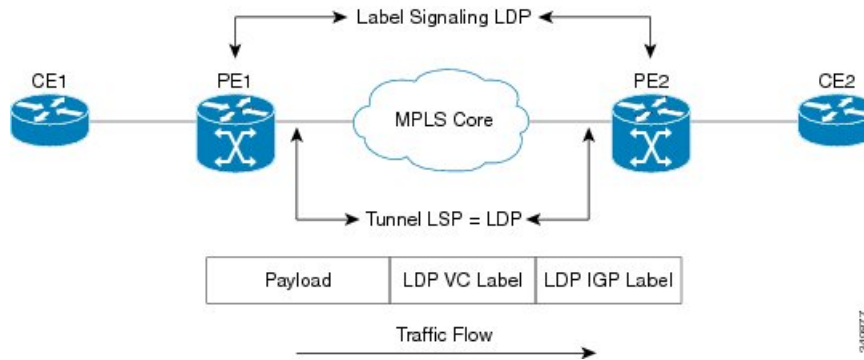 Label Signaling LDP
CE1
PE1
PE2
CE2
MPLS Core
Tunnel LSP = LDP
Payload
LDP VC Label
LDP IGP Label
Traffic Flow